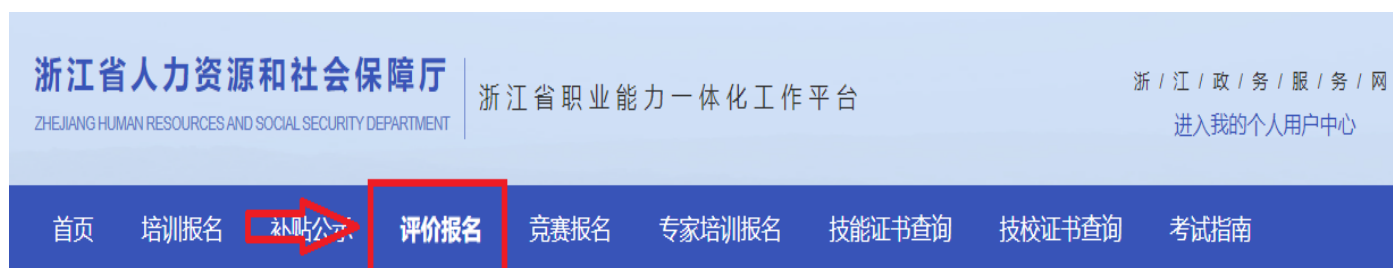 浙江省人力资源和社会保障厅
ZHEJIANG HUMAN RESOURCES AND SOCIAL SECURITY DEPARTMENT
浙江省职业能力一体化工作平台
浙/江/政/务/服/务/网
进入我的个人用户中心
首页 培训报名 补贴公示 评价报名 竞赛报名 专家培训报名 技能证书查询 技校证书查询 考试指南